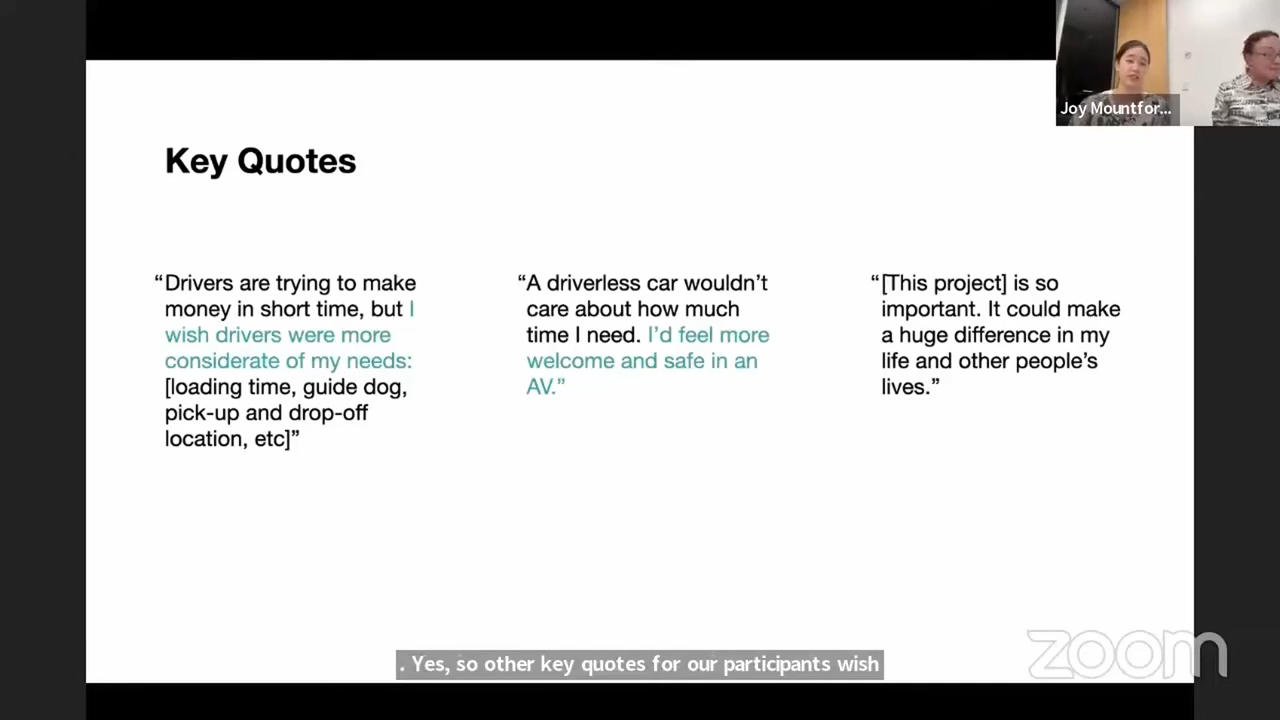 Joy Mountfor...
Key Quotes
“Drivers are trying to make
money in short time, but I
wish drivers were more
considerate of my needs:
[loading time, guide dog,
pick-up and drop-off
location, etc]”
“A driverless car wouldn’t
care about how much
time I need. I’d feel more
welcome and safe in an
AV.”
“[This project] is so
important. It could make
a huge difference in my
life and other people’s
lives.”
. Yes, so other key quotes for our participants wish
zoom